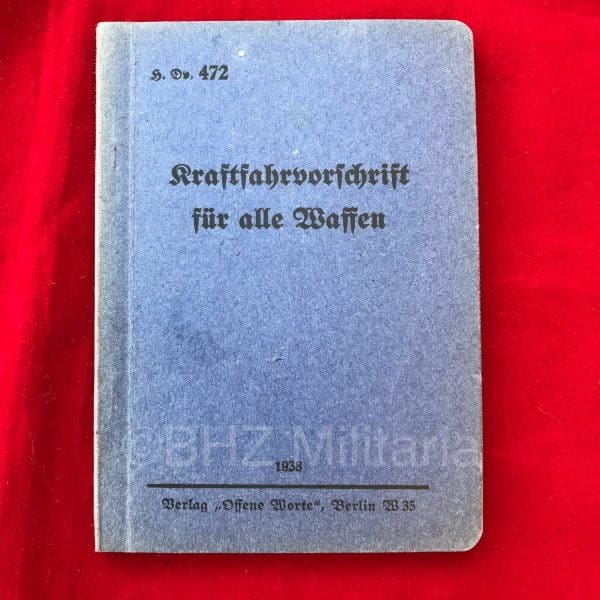 H. Dv. 472
Kraftfahrvorschrift
für alle Waffen
©BHZ Militaria
1938
Verlag „Offene Worte“, Berlin W 35